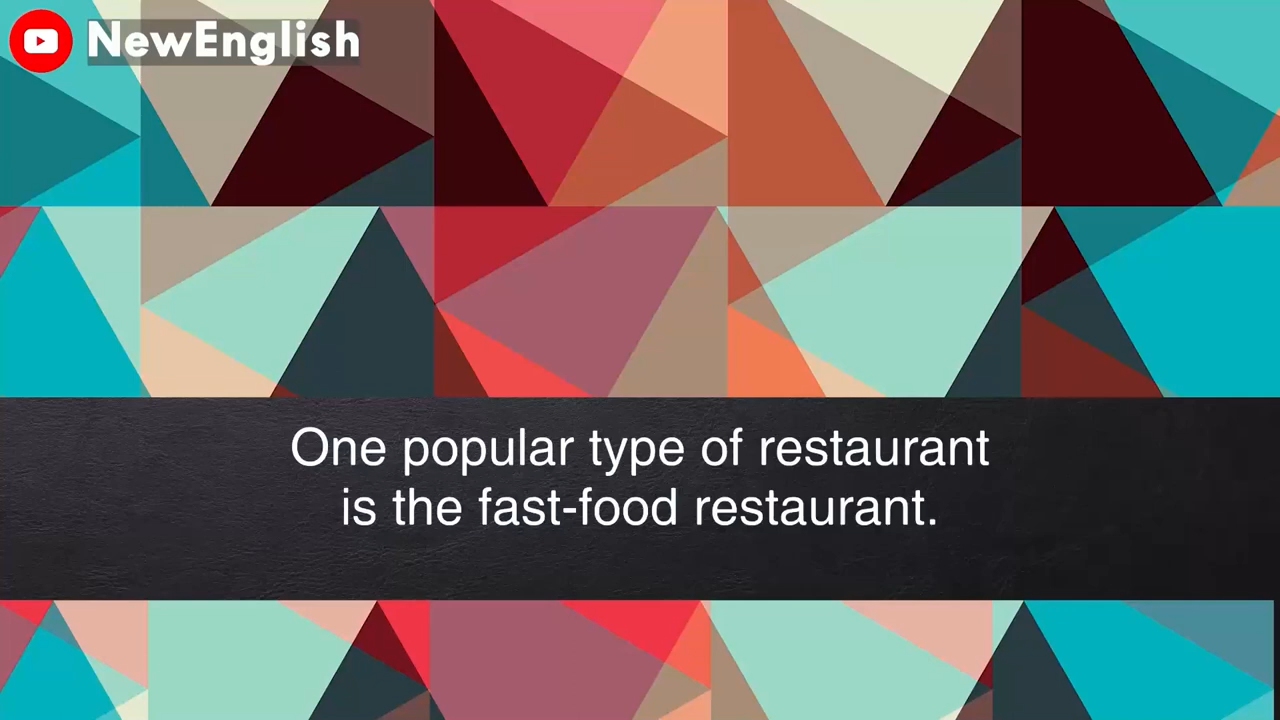 NewEnglish
One popular type of restaurant
is the fast-food restaurant.